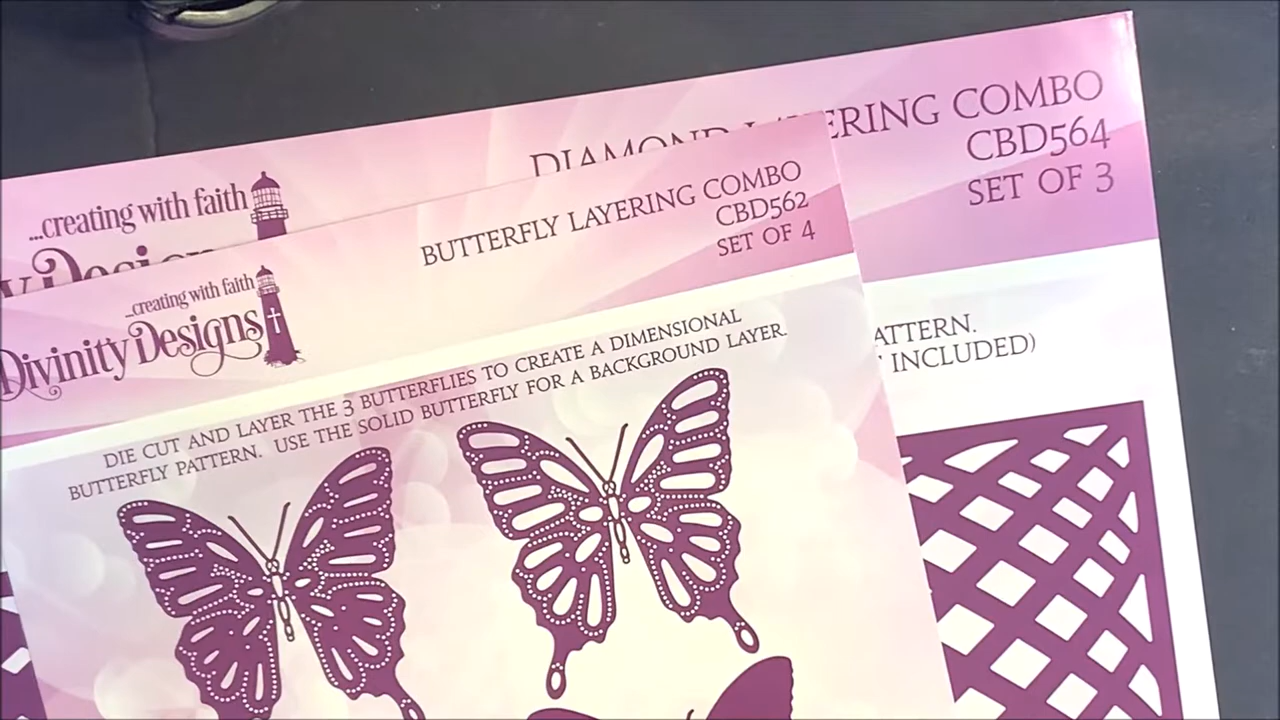 ...creating with faith
DIAMOND LAYERING COMBO
CBD564
SET OF 3
...creating with faith
Divinity Designs
BUTTERFLY LAYERING COMBO
CBD562
SET OF 4
DIE CUT AND LAYER THE 3 BUTTERFLIES TO CREATE A DIMENSIONAL
BUTTERFLY PATTERN. USE THE SOLID BUTTERFLY FOR A BACKGROUND LAYER.
ATTERN.
INCLUDED)